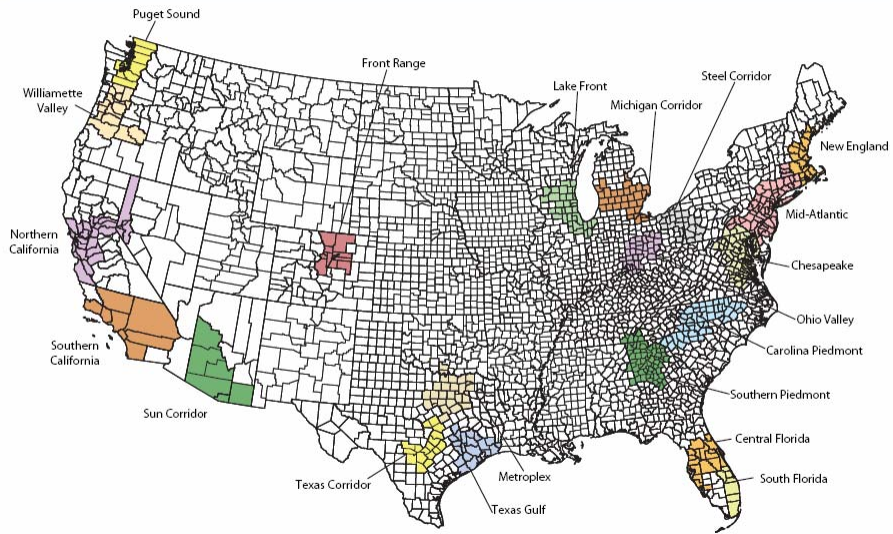 Puget Sound
Front Range
Steel Corridor
Lake Front
Williamette
Valley
Michigan Corridor
New England
Mid-Atlantic
Northern
California
Chesapeake
Ohio Valley
Southern
California
Carolina Piedmont
Southern Piedmont
Sun Corridor
Central Florida
Metroplex
South Florida
Texas Corridor
Texas Gulf